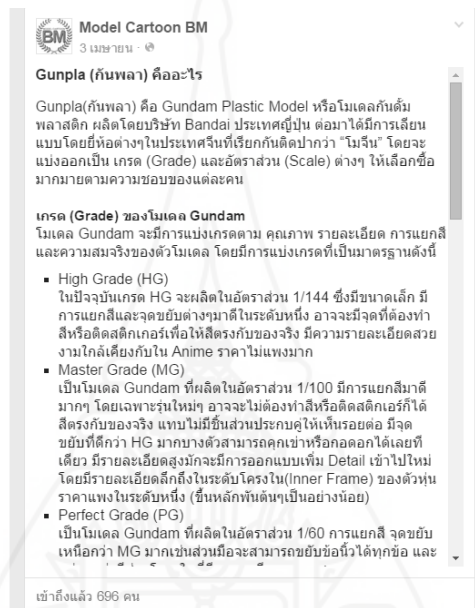 BM
Model Cartoon BM
3 เมษายน ·
Gunpla (กันพลา) คืออะไร
Gunpla(กันพลา) คือ Gundam Plastic Model หรือโมเดลกันดั้ม
พลาสติก ผลิตโดยบริษัท Bandai ประเทศญี่ปุ่น ต่อมาได้มีการเลียน
แบบโดยยี่ห้อต่างๆในประเทศจีนที่เรียกกันติดปากว่า “โมจีน” โดยจะ
แบ่งออกเป็น เกรด (Grade) และอัตราส่วน (Scale) ต่างๆ ให้เลือกซื้อ
มากมายตามความชอบของแต่ละคน
เกรด (Grade) ของโมเดล Gundam
โมเดล Gundam จะมีการแบ่งเกรดตาม คุณภาพ รายละเอียด การแยกสี
และความสมจริงของตัวโมเดล โดยมีการแบ่งเกรดที่เป็นมาตรฐานดังนี้
▪ High Grade (HG)
ในปัจจุบันเกรด HG จะผลิตในอัตราส่วน 1/144 ซึ่งมีขนาดเล็ก มี
การแยกสีและจุดขยับต่างๆมาดีในระดับหนึ่ง อาจจะมีจุดที่ต้องทำ
สีหรือติดสติกเกอร์เพื่อให้สีตรงกับของจริง มีความรายละเอียดสวย
งามใกล้เคียงกับใน Anime ราคาไม่แพงมาก
▪ Master Grade (MG)
เป็นโมเดล Gundam ที่ผลิตในอัตราส่วน 1/100 มีการแยกสีมาดี
มากๆ โดยเฉพาะรุ่นใหม่ๆ อาจจะไม่ต้องทำสีหรือติดสติกเอร์ก็ได้
สีตรงกับของจริง แทบไม่มีชิ้นส่วนประกบคู่ให้เห็นรอยต่อ มีจุด
ขยับที่ดีกว่า HG มากบางตัวสามารถคุกเข่าหรือกอดอกได้เลยที
เดียว มีรายละเอียดสูงมักจะมีการออกแบบเพิ่ม Detail เข้าไปใหม่
โดยมีรายละเอียดลึกถึงในระดับโครงใน(Inner Frame) ของตัวหุ่น
ราคาแพงในระดับหนึ่ง (ขึ้นหลักพันต้นๆเป็นอย่างน้อย)
▪ Perfect Grade (PG)
เป็นโมเดล Gundam ที่ผลิตในอัตราส่วน 1/60 การแยกสี จุดขยับ
เหนือกว่า MG มากเช่นส่วนมือจะสามารถขยับข้อนิ้วได้ทุกข้อ และ
เข้าถึงแล้ว 696 คน